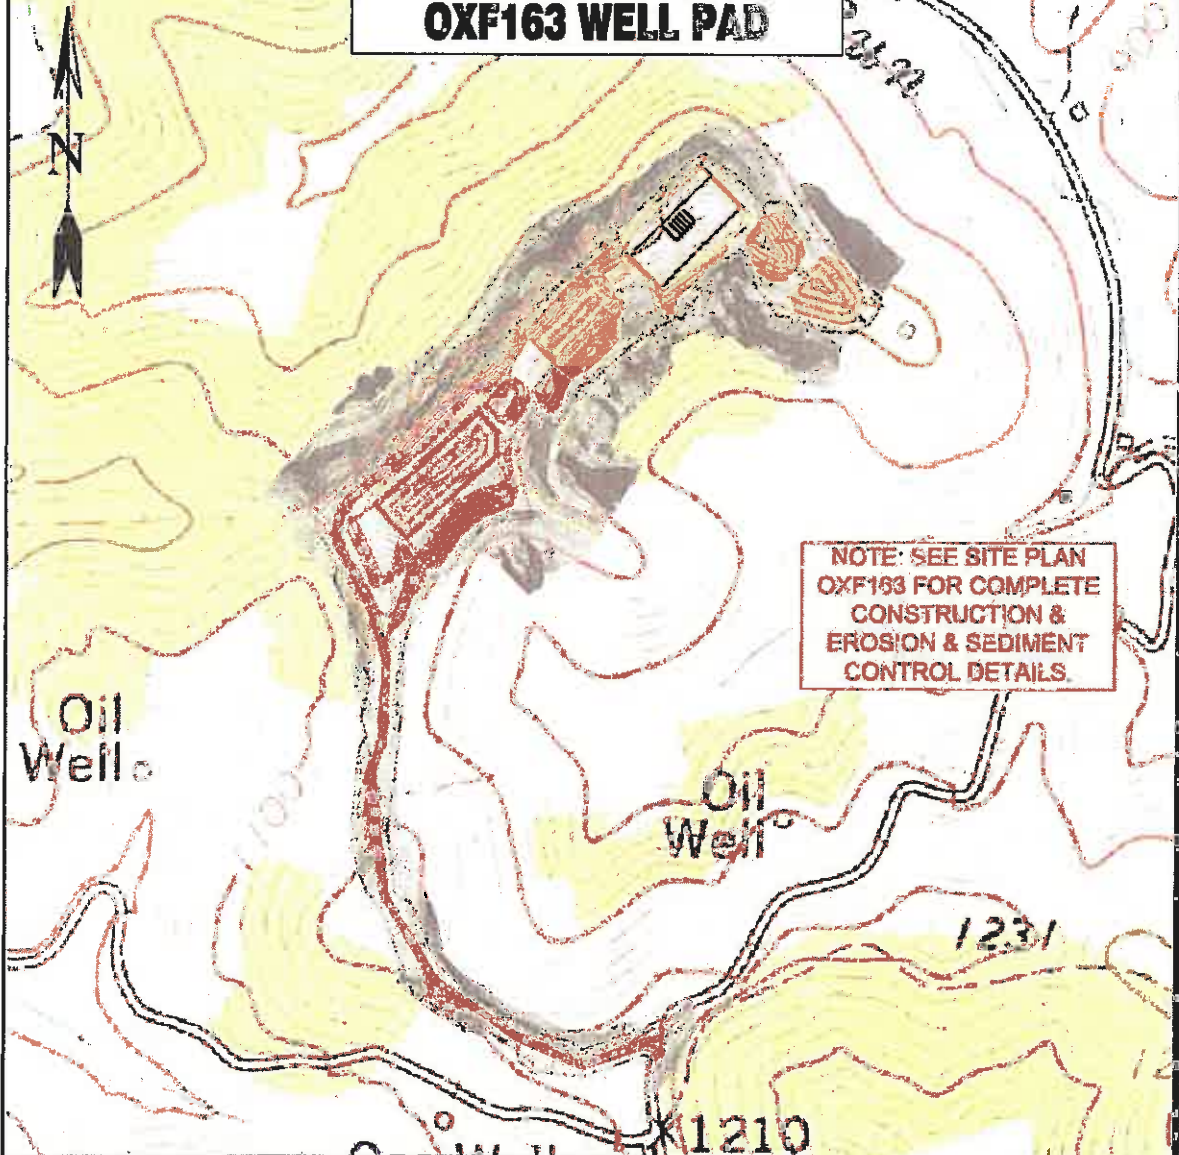 OXF163 WELL PAD
N
NOTE: SEE SITE PLAN
OXF163 FOR COMPLETE
CONSTRUCTION &
EROSION & SEDIMENT
CONTROL DETAILS.
Oil
Well
Oil
Well
1231
1210